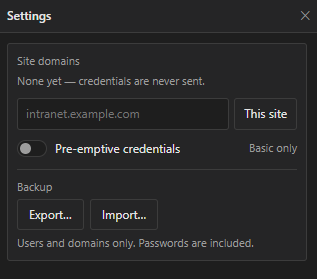 Settings
Site domains
None yet — credentials are never sent.
intranet.example.com
This site
Pre-emptive credentials
Basic only
Backup
Export...
Import...
Users and domains only. Passwords are included.